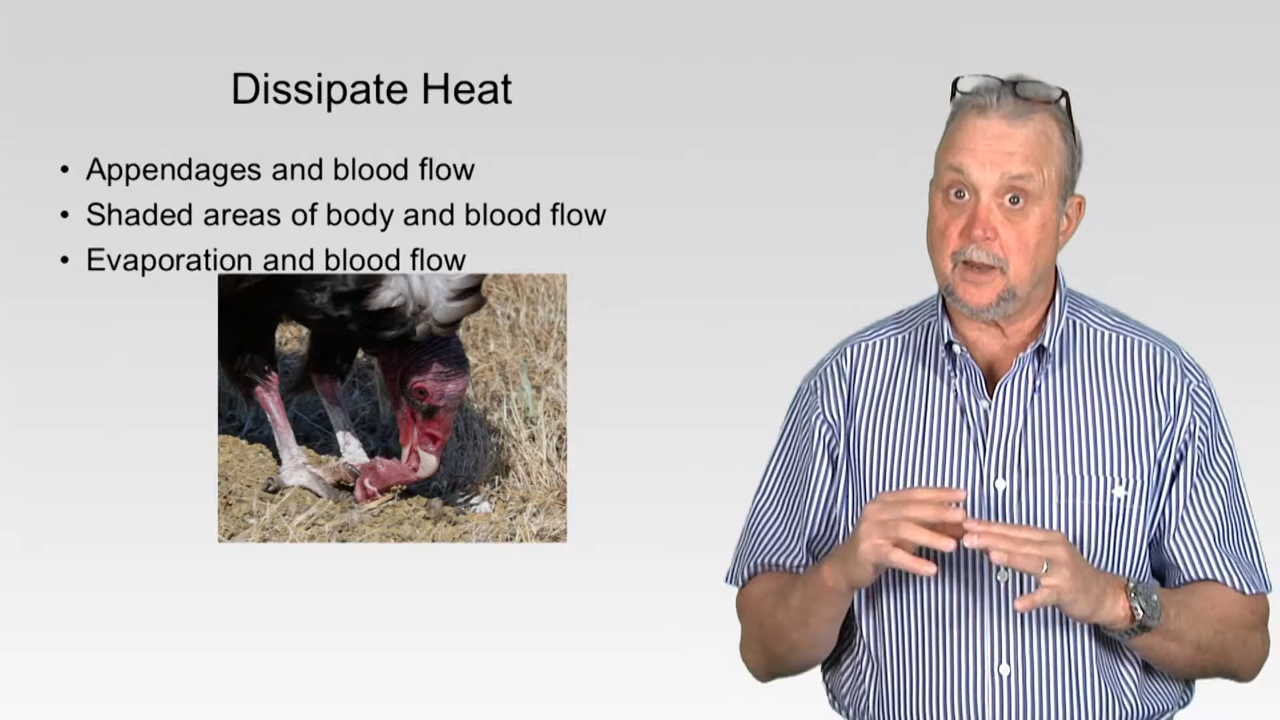 Dissipate Heat
• Appendages and blood flow
• Shaded areas of body and blood flow
• Evaporation and blood flow